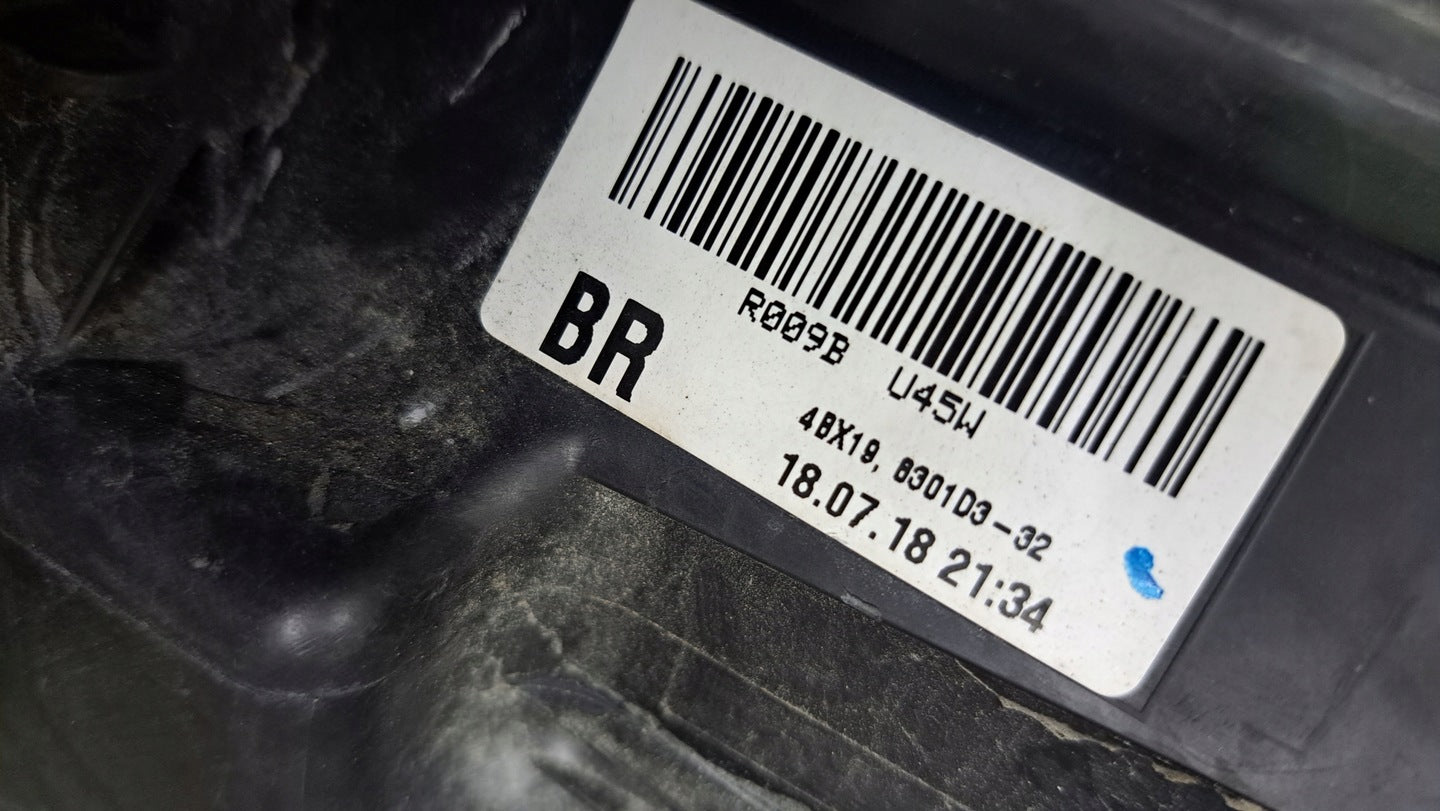 R009B U45W
BR
4BX19, 8301D3-32
18.07.18 21:34